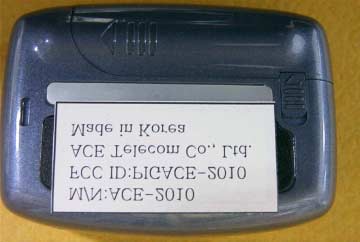 M/N:ACE-2010
FCC ID:PIGACE-2010
ACE Telecom Co., Ltd.
Made in Korea